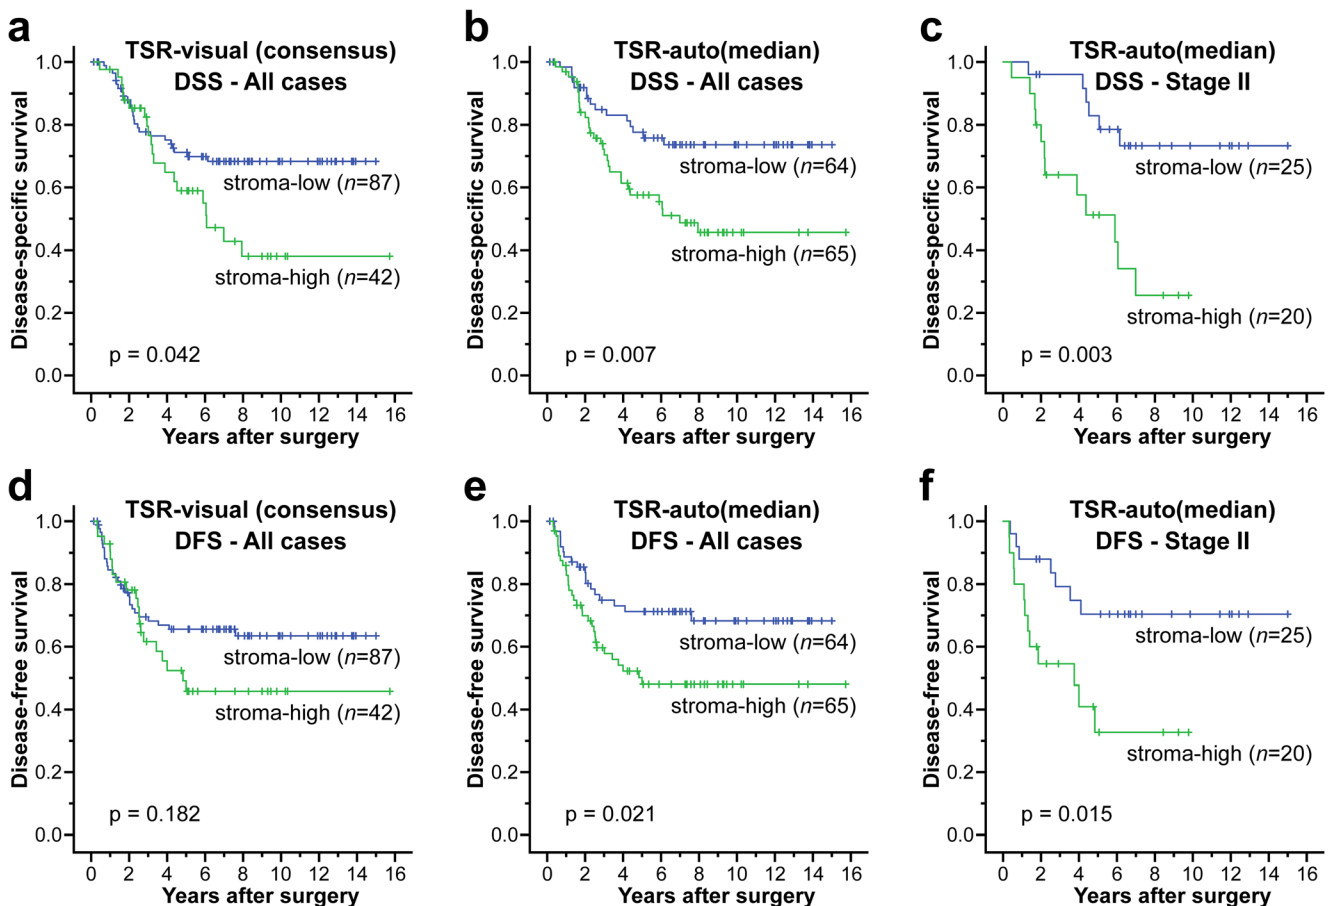 a
TSR-visual (consensus)
DSS - All cases
Disease-specific survival
1.0
0.8
0.6
0.4
0.2
0.0
stroma-low (n=87)
stroma-high (n=42)
p = 0.042
0 2 4 6 8 10 12 14 16
Years after surgery
b
TSR-auto(median)
DSS - All cases
Disease-specific survival
1.0
0.8
0.6
0.4
0.2
0.0
stroma-low (n=64)
stroma-high (n=65)
p = 0.007
0 2 4 6 8 10 12 14 16
Years after surgery
c
TSR-auto(median)
DSS - Stage II
Disease-specific survival
1.0
0.8
0.6
0.4
0.2
0.0
stroma-low (n=25)
stroma-high (n=20)
p = 0.003
0 2 4 6 8 10 12 14 16
Years after surgery
d
TSR-visual (consensus)
DFS - All cases
Disease-free survival
1.0
0.8
0.6
0.4
0.2
0.0
stroma-low (n=87)
stroma-high (n=42)
p = 0.182
0 2 4 6 8 10 12 14 16
Years after surgery
e
TSR-auto(median)
DFS - All cases
Disease-free survival
1.0
0.8
0.6
0.4
0.2
0.0
stroma-low (n=64)
stroma-high (n=65)
p = 0.021
0 2 4 6 8 10 12 14 16
Years after surgery
f
TSR-auto(median)
DFS - Stage II
Disease-free survival
1.0
0.8
0.6
0.4
0.2
0.0
stroma-low (n=25)
stroma-high (n=20)
p = 0.015
0 2 4 6 8 10 12 14 16
Years after surgery